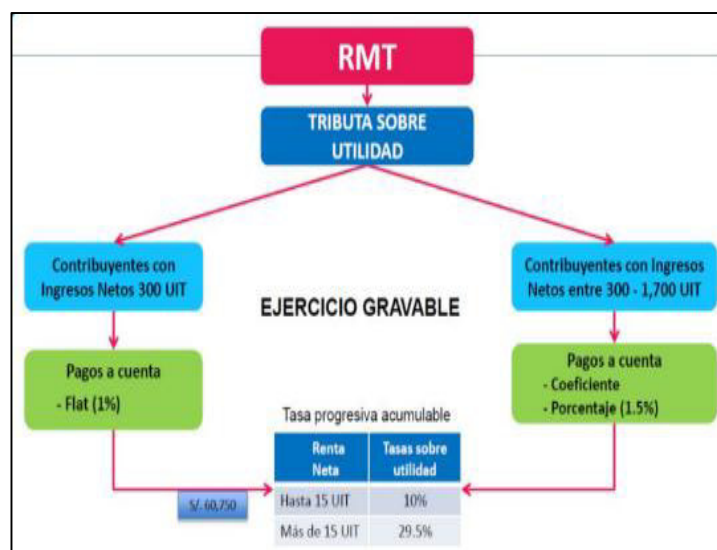 RMT
TRIBUTA SOBRE
UTILIDAD
Contribuyentes con
Ingresos Netos 300 UIT
Contribuyentes con Ingresos
Netos entre 300 - 1,700 UIT
EJERCICIO GRAVABLE
Pagos a cuenta
- Flat (1%)
Pagos a cuenta
- Coeficiente
- Porcentaje (1.5%)
Tasa progresiva acumulable
Renta
Neta
Tasas sobre
utilidad
S/. 60,750
Hasta 15 UIT
10%
Más de 15 UIT
29.5%